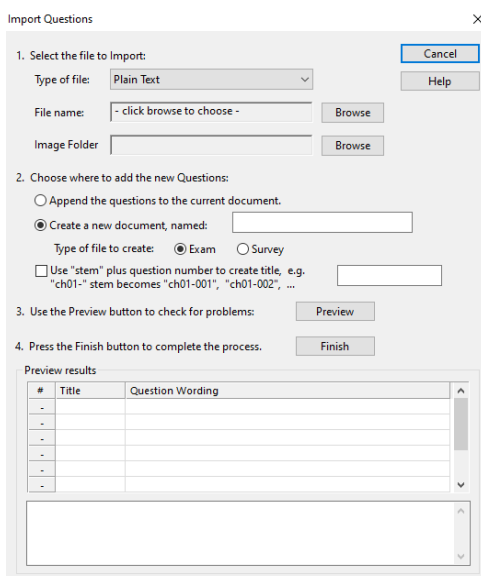 Import Questions
1. Select the file to Import:
Cancel
Type of file: Plain Text
Help
File name: - click browse to choose - Browse
Image Folder Browse
2. Choose where to add the new Questions:
Append the questions to the current document.
Create a new document, named:
Type of file to create: Exam Survey
Use "stem" plus question number to create title, e.g.
"ch01-" stem becomes "ch01-001", "ch01-002", ...
3. Use the Preview button to check for problems: Preview
4. Press the Finish button to complete the process. Finish
Preview results
# Title Question Wording
-
-
-
-
-
-